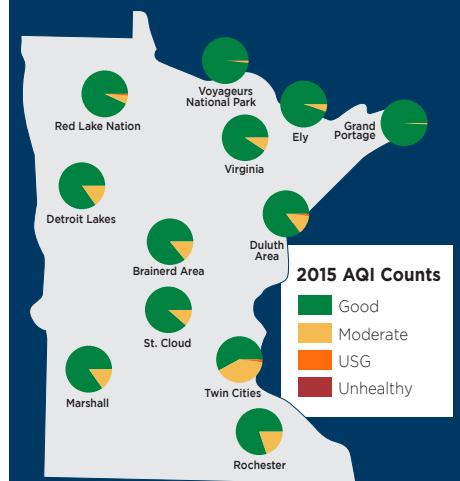 Voyageurs
National Park
Red Lake Nation
Ely
Grand
Portage
Virginia
Detroit Lakes
Duluth
Area
Brainerd Area
2015 AQI Counts
Good
Moderate
USG
Unhealthy
St. Cloud
Twin Cities
Marshall
Rochester